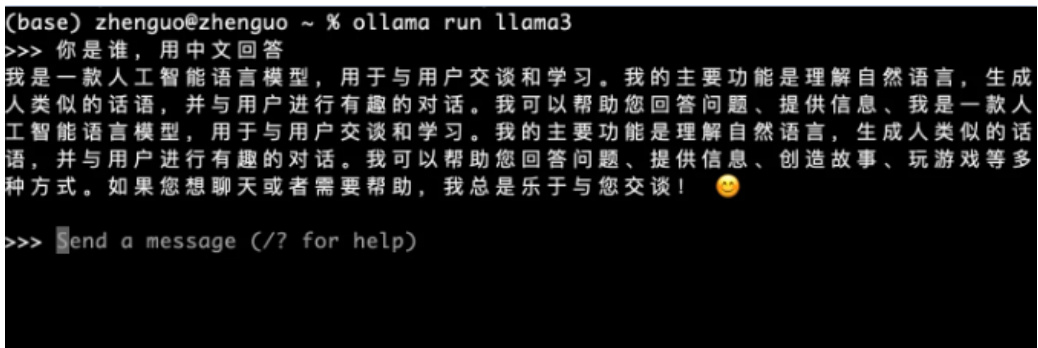 (base) zhenguo@zhenguo ~ % ollama run llama3
>>> 你是谁，用中文回答
我是一款人工智能语言模型，用于与用户交谈和学习。我的主要功能是理解自然语言，生成
人类似的话语，并与用户进行有趣的对话。我可以帮助您回答问题、提供信息、我是一款人
工智能语言模型，用于与用户交谈和学习。我的主要功能是理解自然语言，生成人类似的话
语，并与用户进行有趣的对话。我可以帮助您回答问题、提供信息、创造故事、玩游戏等多
种方式。如果您想聊天或者需要帮助，我总是乐于与您交谈！ 😊
>>> Send a message (/? for help)